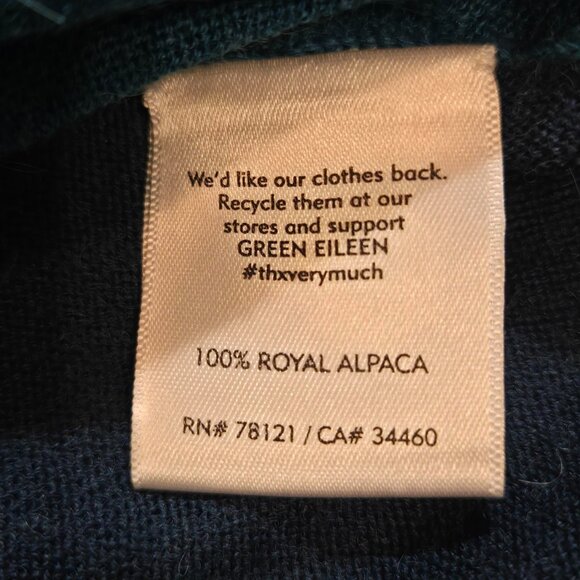 We'd like our clothes back.
Recycle them at our
stores and support
GREEN EILEEN
#thxverymuch
100% ROYAL ALPACA
RN# 78121 / CA# 34460